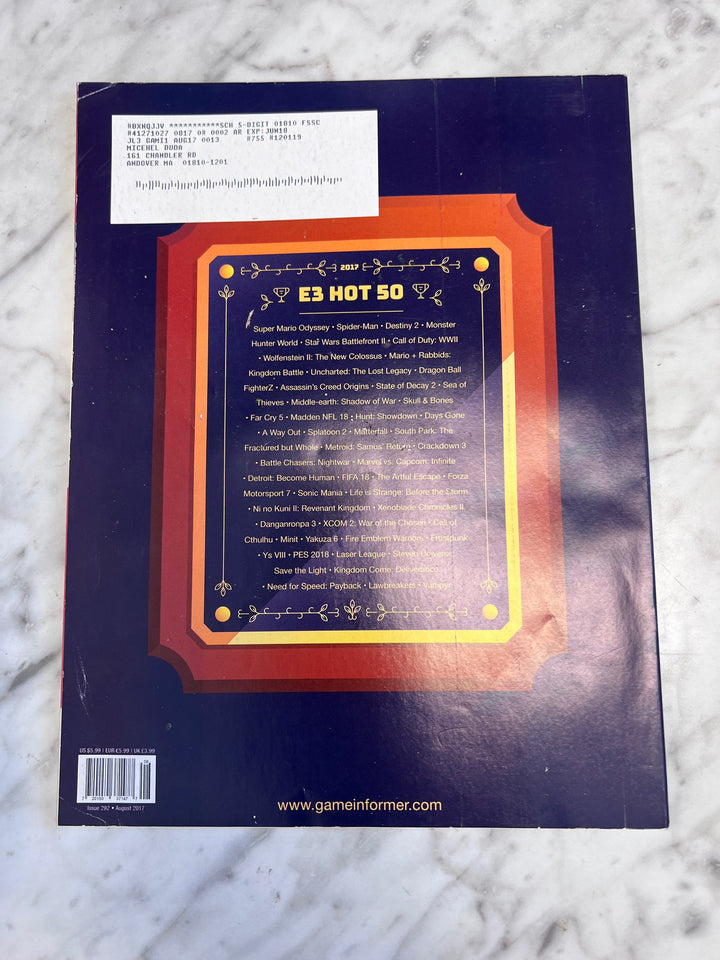 #BXNQJJV ***********SCH 5-DIGIT 01810 FSSC
#41271027 0817 0# 0002 AR EXP:JUN18
JL3 GAMI1 AUG17 0013 #755 #120119
MICEHEL DUDA
161 CHANDLER RD
ANDOVER MA 01810-1201
2017
E3 HOT 50
Super Mario Odyssey • Spider-Man • Destiny 2 • Monster
Hunter World • Star Wars Battlefront II • Call of Duty: WWII
• Wolfenstein II: The New Colossus • Mario + Rabbids:
Kingdom Battle • Uncharted: The Lost Legacy • Dragon Ball
FighterZ • Assassin's Creed Origins • State of Decay 2 • Sea of
Thieves • Middle-earth: Shadow of War • Skull & Bones
• Far Cry 5 • Madden NFL 18 • Hunt: Showdown • Days Gone
• A Way Out • Splatoon 2 • Matterfall • South Park: The
Fractured but Whole • Metroid: Samus' Return • Crackdown 3
• Battle Chasers: Nightwar • Marvel vs. Capcom: Infinite
• Detroit: Become Human • FIFA 18 • The Artful Escape • Forza
Motorsport 7 • Sonic Mania • Life is Strange: Before the Storm
• Ni no Kuni II: Revenant Kingdom • Xenoblade Chronicles II
• Danganronpa 3 • XCOM 2: War of the Chosen • Call of
Cthulhu • Minit • Yakuza 6 • Fire Emblem Warriors • Frostpunk
• Ys VIII • PES 2018 • Laser League • Steven Universe:
Save the Light • Kingdom Come: Deliverance
• Need for Speed: Payback • Lawbreakers • Vampyr
US $5.99 | EUR €5.99 | UK £3.99
08
7 20150 37147 7
Issue 292 • August 2017
www.gameinformer.com